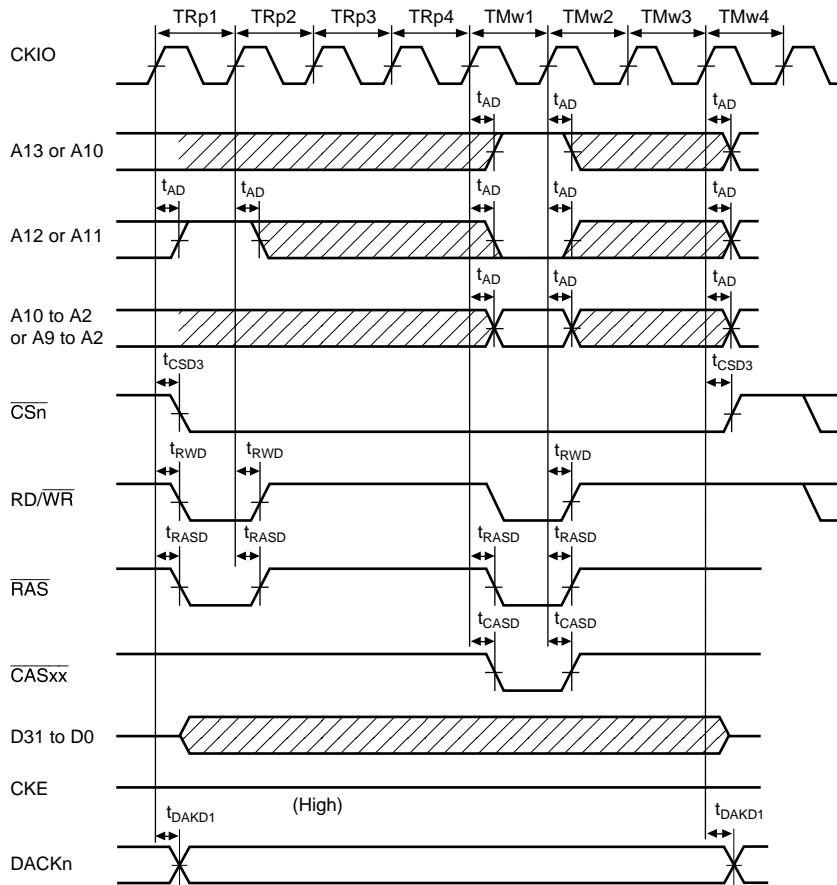 TRp1 TRp2 TRp3 TRp4 TMw1 TMw2 TMw3 TMw4
CKIO
tAD tAD tAD
A13 or A10
tAD tAD tAD tAD tAD
A12 or A11
tAD tAD tAD
A10 to A2
or A9 to A2
tCSD3 tCSD3
CSn
tRWD tRWD tRWD
RD/WR
tRASD tRASD tRASD tRASD
RAS
tCASD tCASD
CASxx
D31 to D0
CKE
(High)
tDAKD1 tDAKD1
DACKn